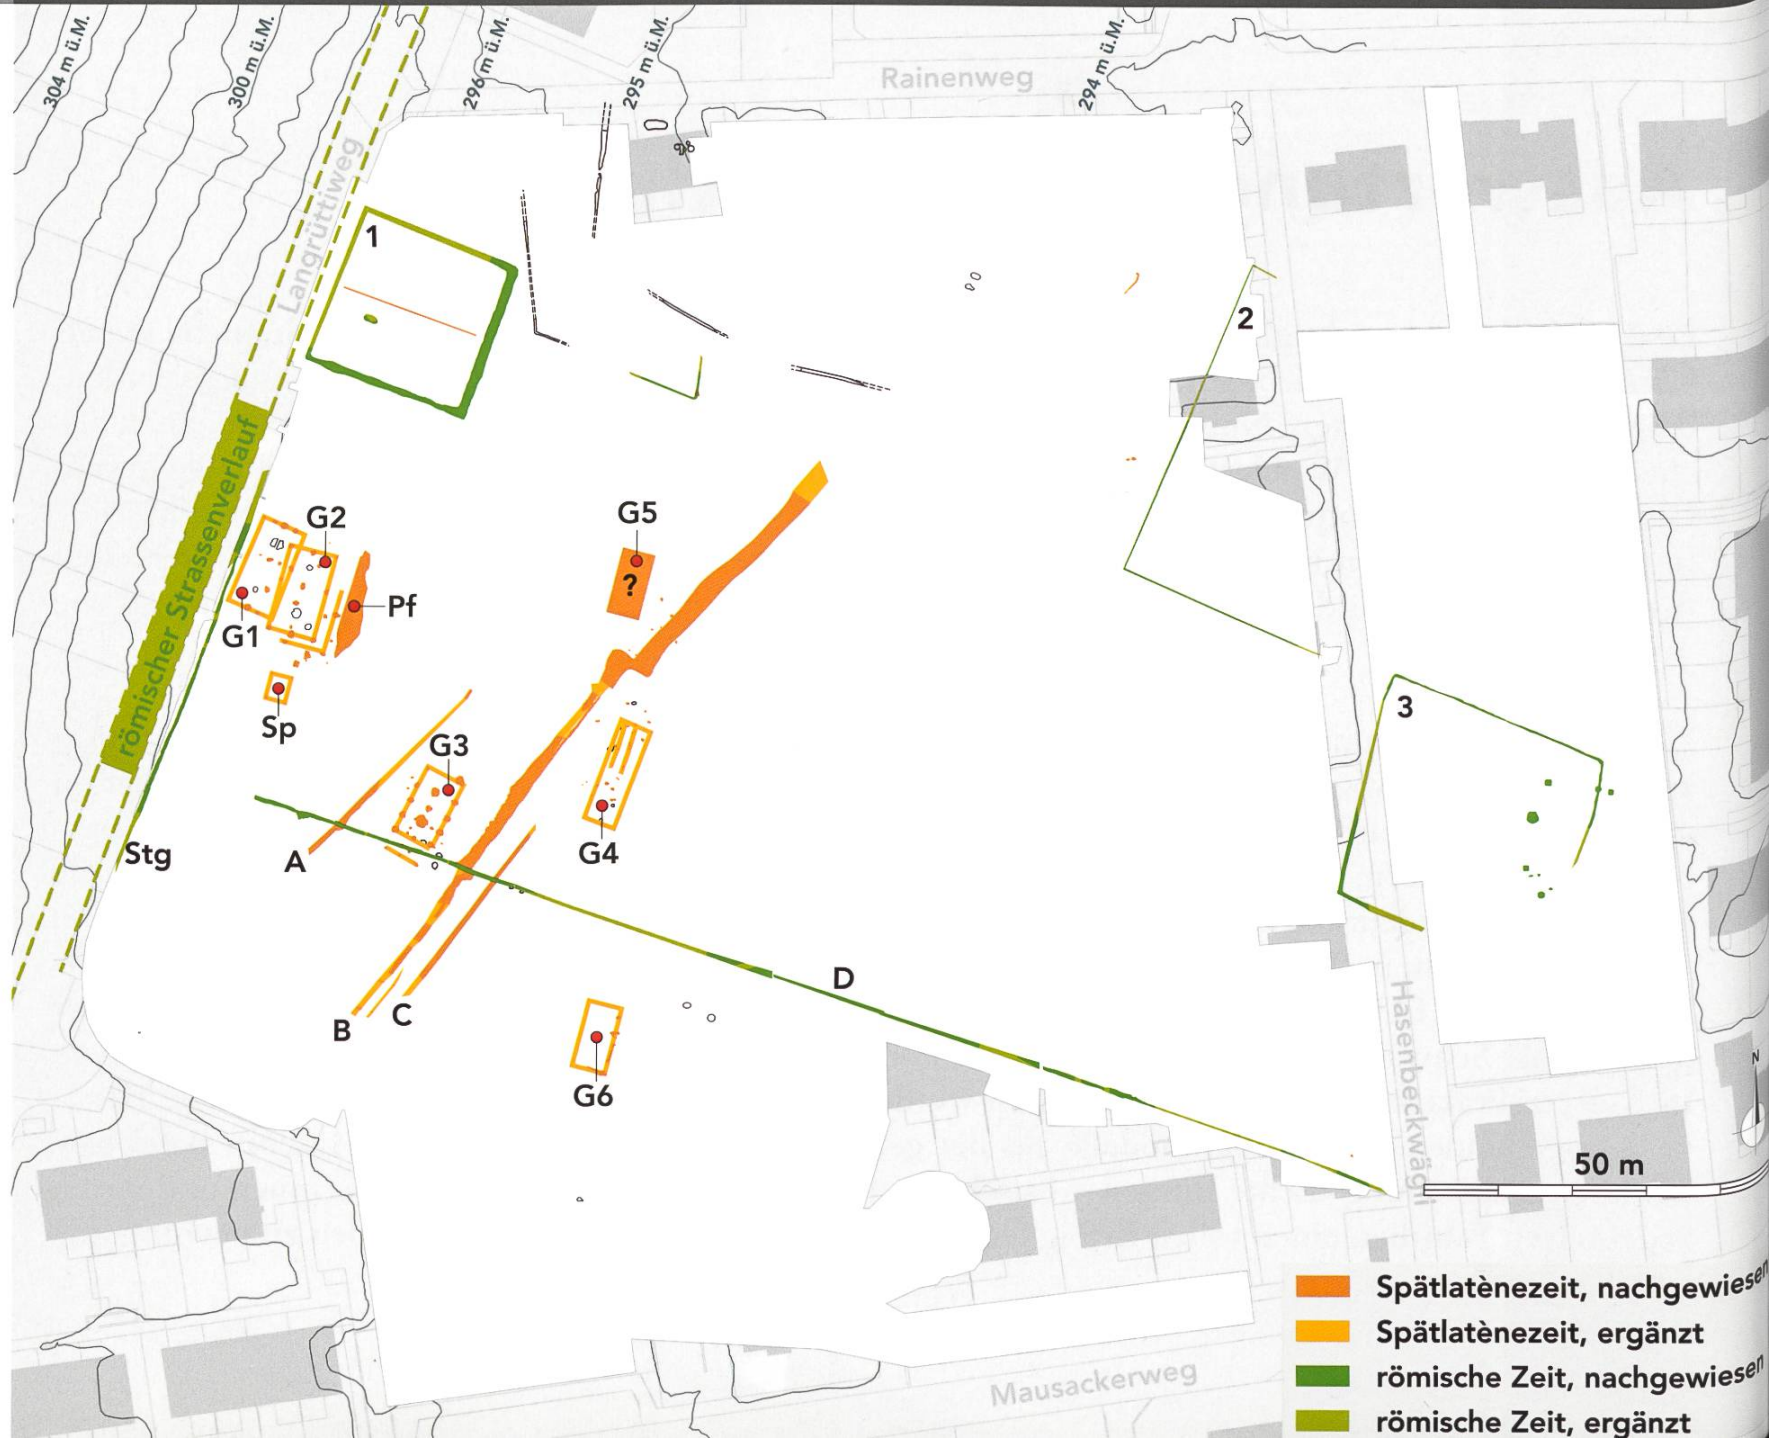 304 m ü.M.
300 m ü.M.
296 m ü.M.
295 m ü.M.
294 m ü.M.
Rainenweg
Langrüttiweg
1
2
römischer Strassenverlauf
G2
G5
?
Pf
G1
Sp
3
G3
A
Stg
G4
D
B
C
G6
Hasenbeckwägli
N
50 m
Spätlatènezeit, nachgewiesen
Spätlatènezeit, ergänzt
römische Zeit, nachgewiesen
römische Zeit, ergänzt
Mausackerweg